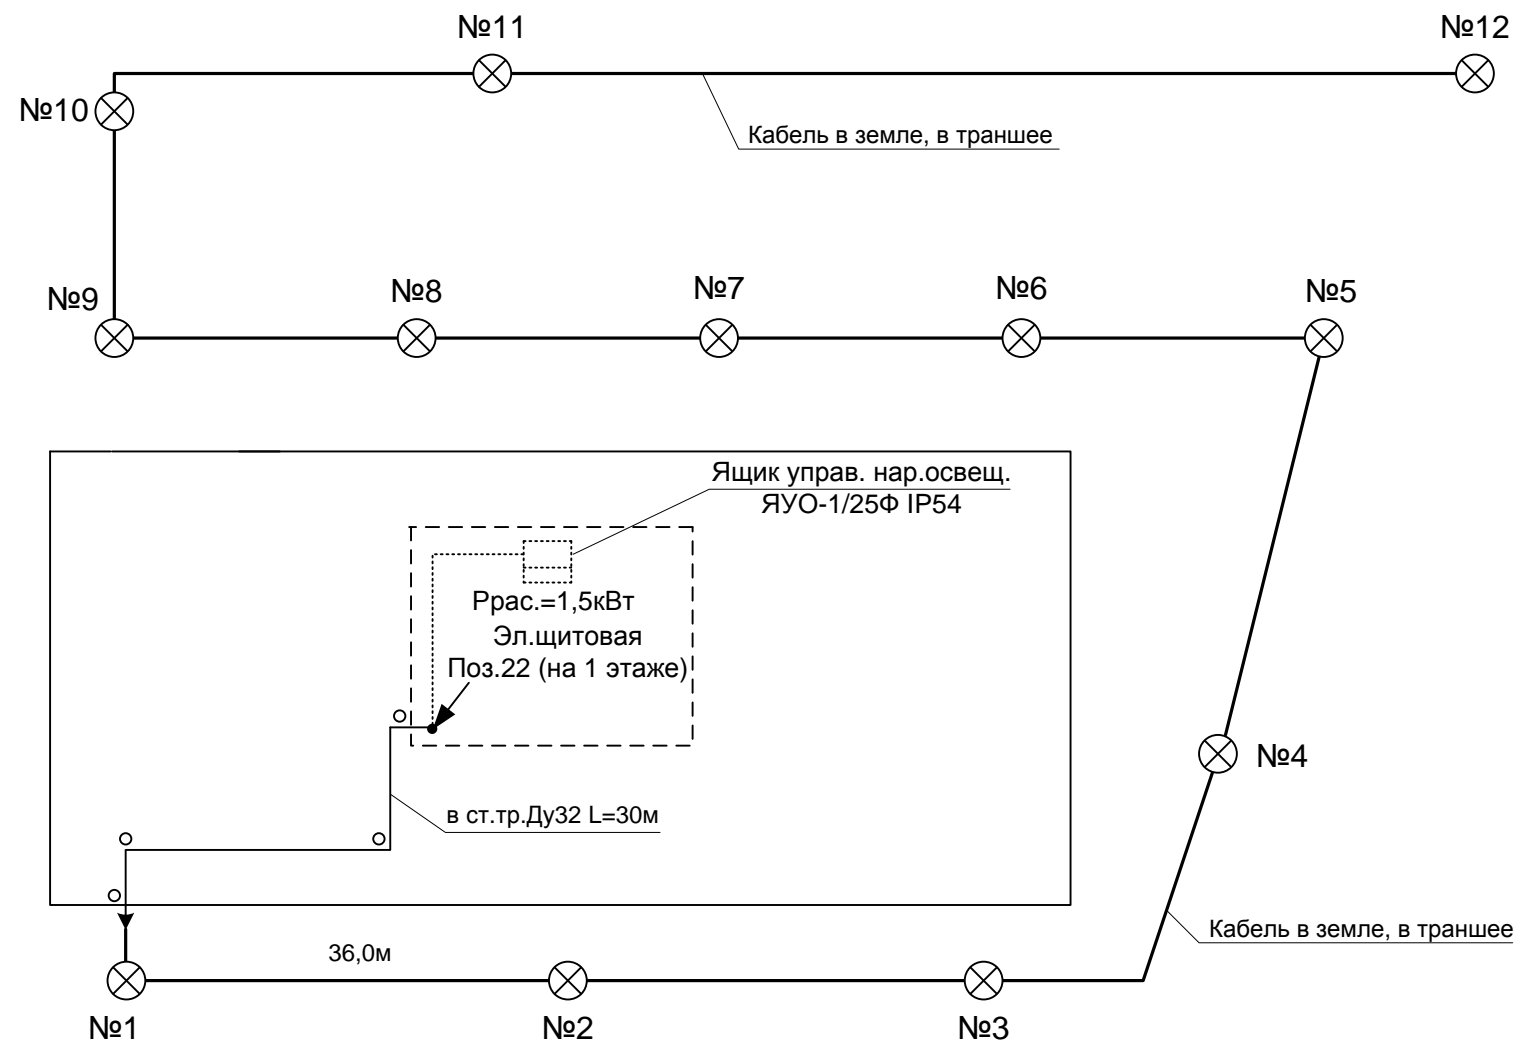 №11
№12
№10
Кабель в земле, в траншее
№9
№8
№7
№6
№5
Ящик управ. нар.освещ.
ЯУО-1/25Ф IP54
Ррас.=1,5кВт
Эл.щитовая
Поз.22 (на 1 этаже)
№4
в ст.тр.Ду32 L=30м
Кабель в земле, в траншее
36,0м
№1
№2
№3